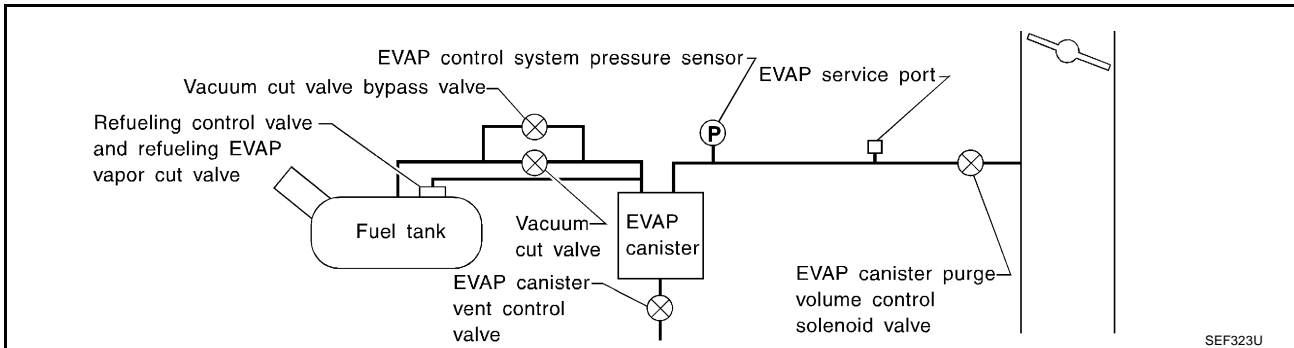 EVAP control system pressure sensor
EVAP service port
Vacuum cut valve bypass valve
Refueling control valve
and refueling EVAP
vapor cut valve
P
Fuel tank
Vacuum
cut valve
EVAP
canister
EVAP canister
vent control
valve
EVAP canister purge
volume control
solenoid valve
SEF323U